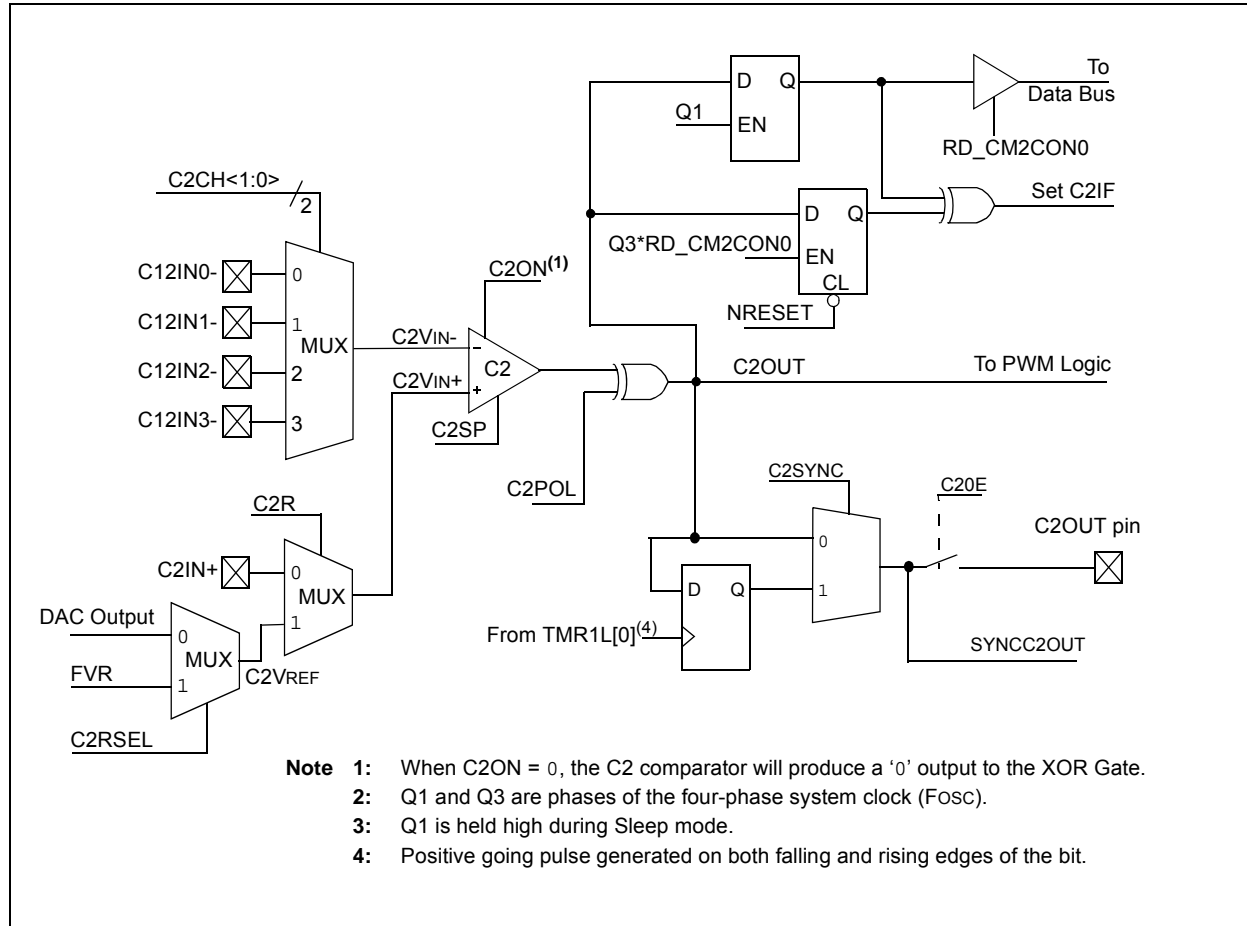 D Q
To
Data Bus
Q1
EN
RD_CM2CON0
C2CH<1:0>
2
D Q
Set C2IF
Q3*RD_CM2CON0
EN
CL
NRESET
C12IN0-
0
C2ON(1)
C12IN1-
1
MUX
C2VIN-
-
C2
C12IN2-
2
C2VIN+
+
C2OUT
To PWM Logic
C12IN3-
3
C2SP
C2POL
C2SYNC
C20E
C2R
C2OUT pin
C2IN+
0
MUX
1
0
1
D Q
DAC Output
0
MUX
From TMR1L[0](4)
SYNCC2OUT
FVR
1
C2VREF
C2RSEL
Note 1: When C2ON = 0, the C2 comparator will produce a ‘0’ output to the XOR Gate.
2: Q1 and Q3 are phases of the four-phase system clock (FOSC).
3: Q1 is held high during Sleep mode.
4: Positive going pulse generated on both falling and rising edges of the bit.